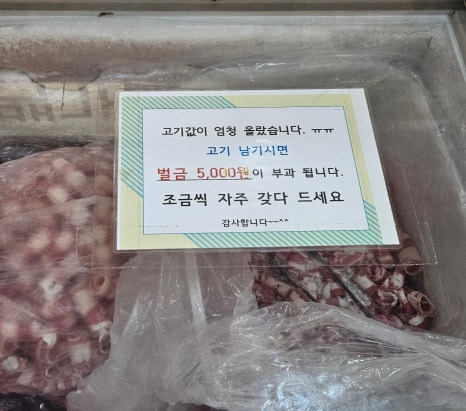 고기값이 엄청 올랐습니다. ㅠㅠ
고기 남기시면
벌금 5,000원이 부과 됩니다.
조금씩 자주 갖다 드세요
감사합니다~~^^